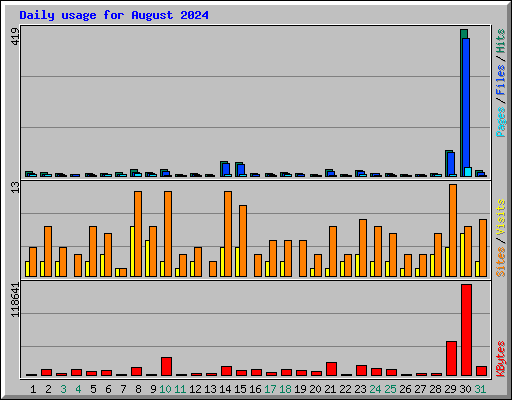 Daily usage for August 2024
419
Pages / Files / Hits
13
Sites / Visits
118641
KBytes
1 2 3 4 5 6 7 8 9 10 11 12 13 14 15 16 17 18 19 20 21 22 23 24 25 26 27 28 29 30 31